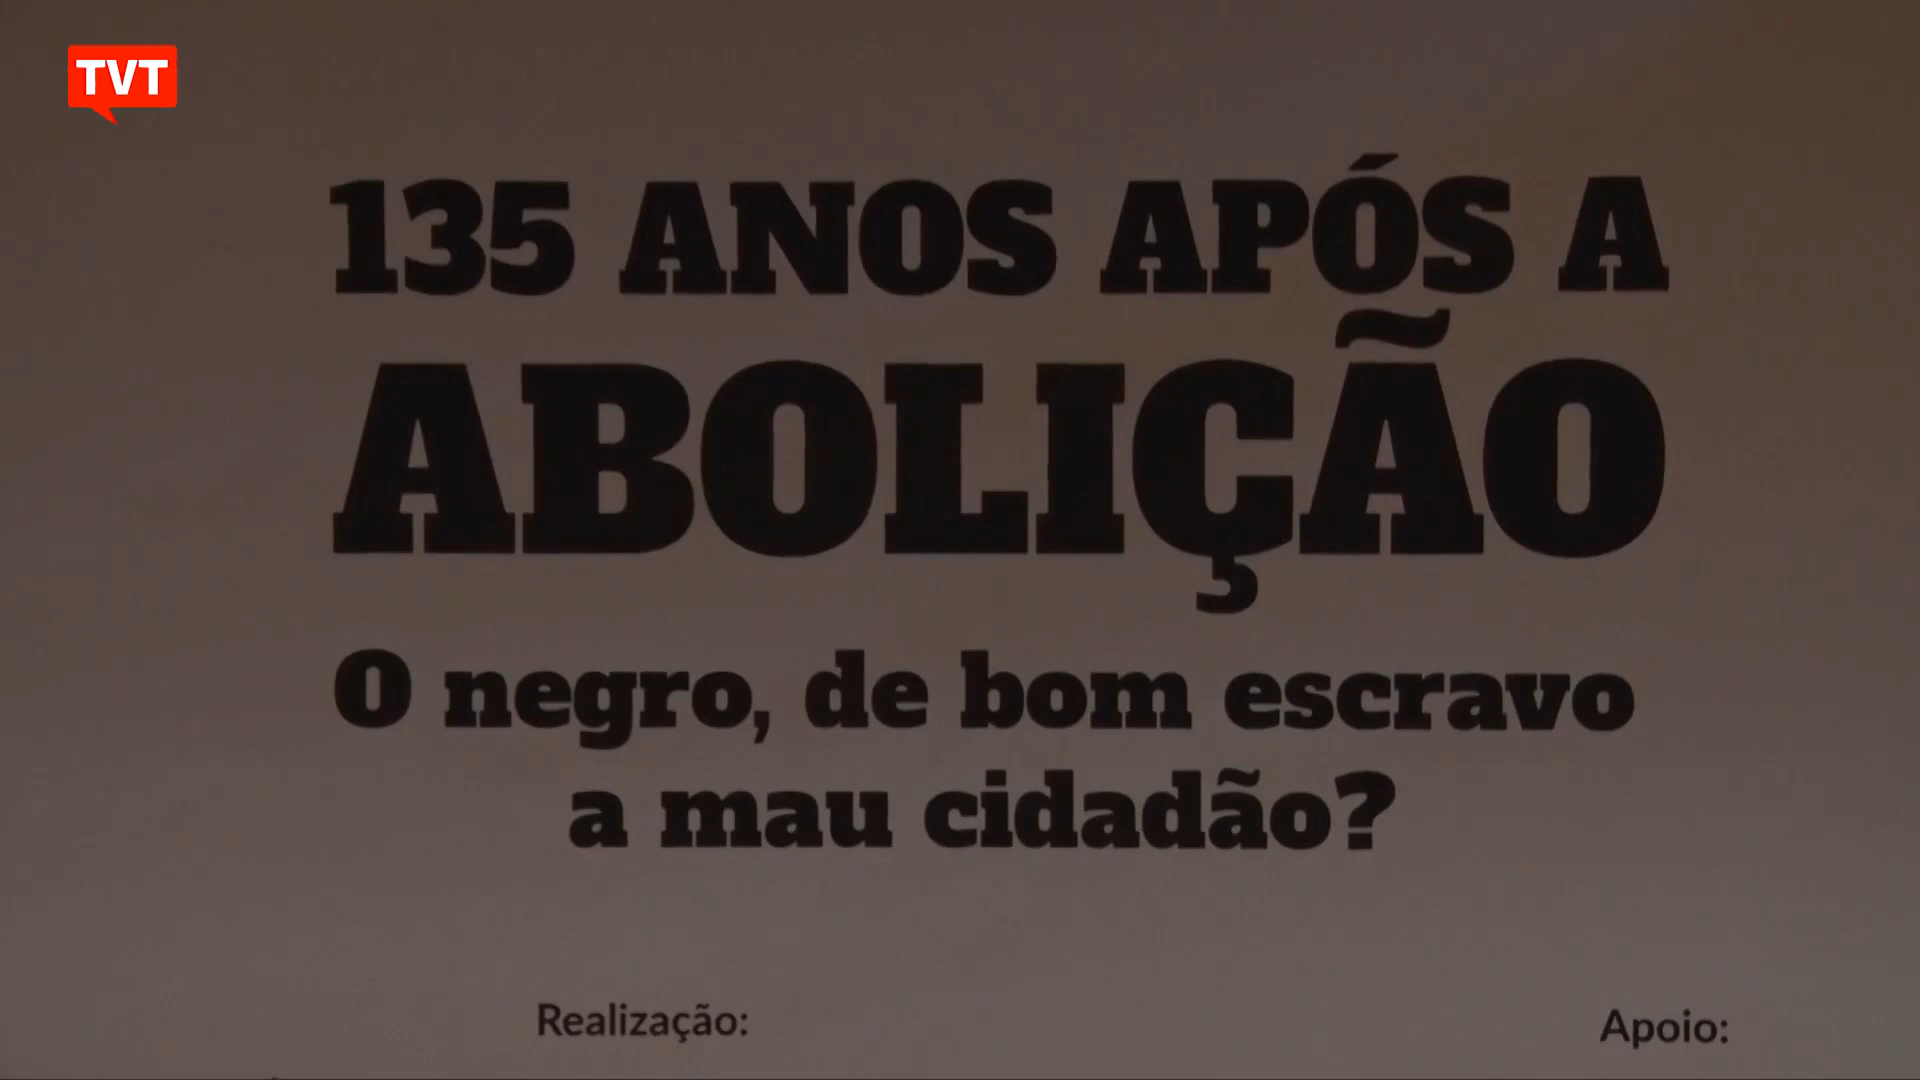 TVT
135 ANOS APÓS A
ABOLIÇÃO
O negro, de bom escravo
a mau cidadão?
Realização:
Apoio: